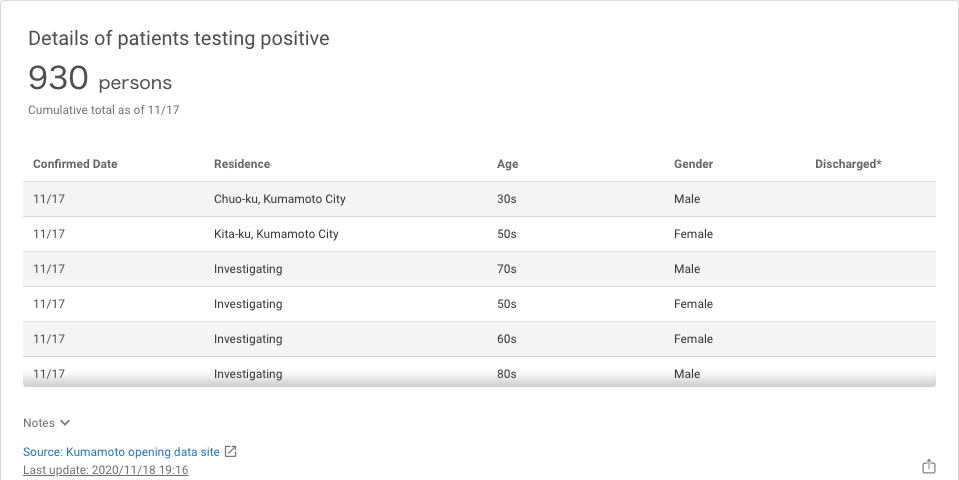 Details of patients testing positive
930 persons
Cumulative total as of 11/17
Confirmed Date Residence Age Gender Discharged*
11/17 Chuo-ku, Kumamoto City 30s Male
11/17 Kita-ku, Kumamoto City 50s Female
11/17 Investigating 70s Male
11/17 Investigating 50s Female
11/17 Investigating 60s Female
11/17 Investigating 80s Male
Notes
Source: Kumamoto opening data site
Last update: 2020/11/18 19:16